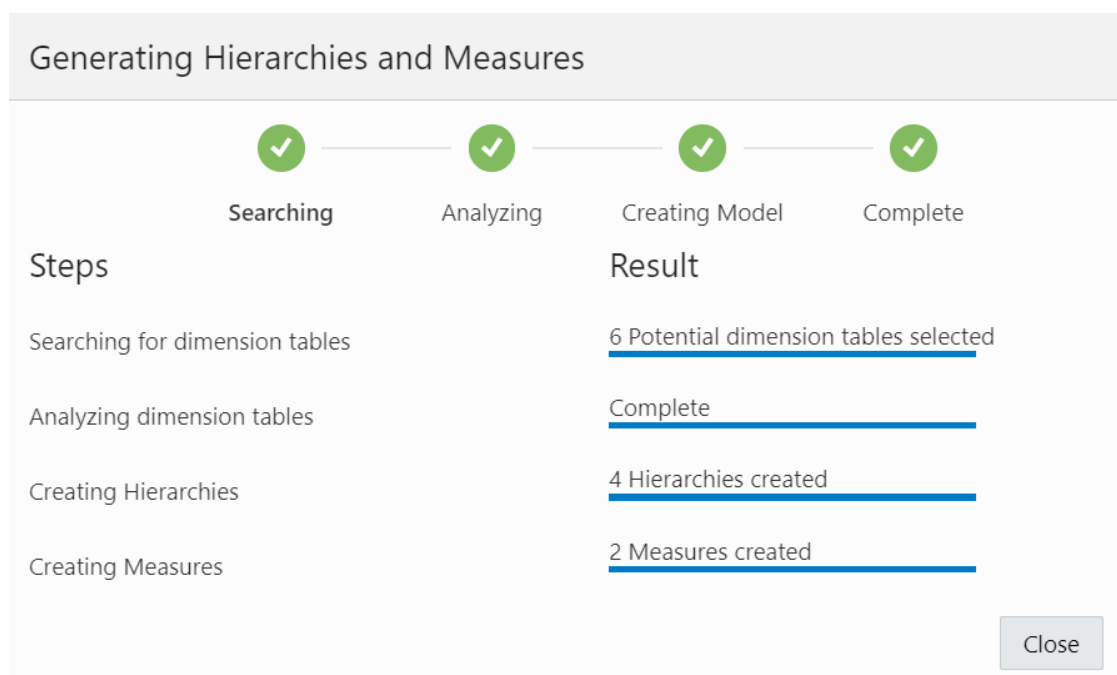 Generating Hierarchies and Measures
Searching Analyzing Creating Model Complete
Steps Result
Searching for dimension tables 6 Potential dimension tables selected
Analyzing dimension tables Complete
Creating Hierarchies 4 Hierarchies created
Creating Measures 2 Measures created
Close